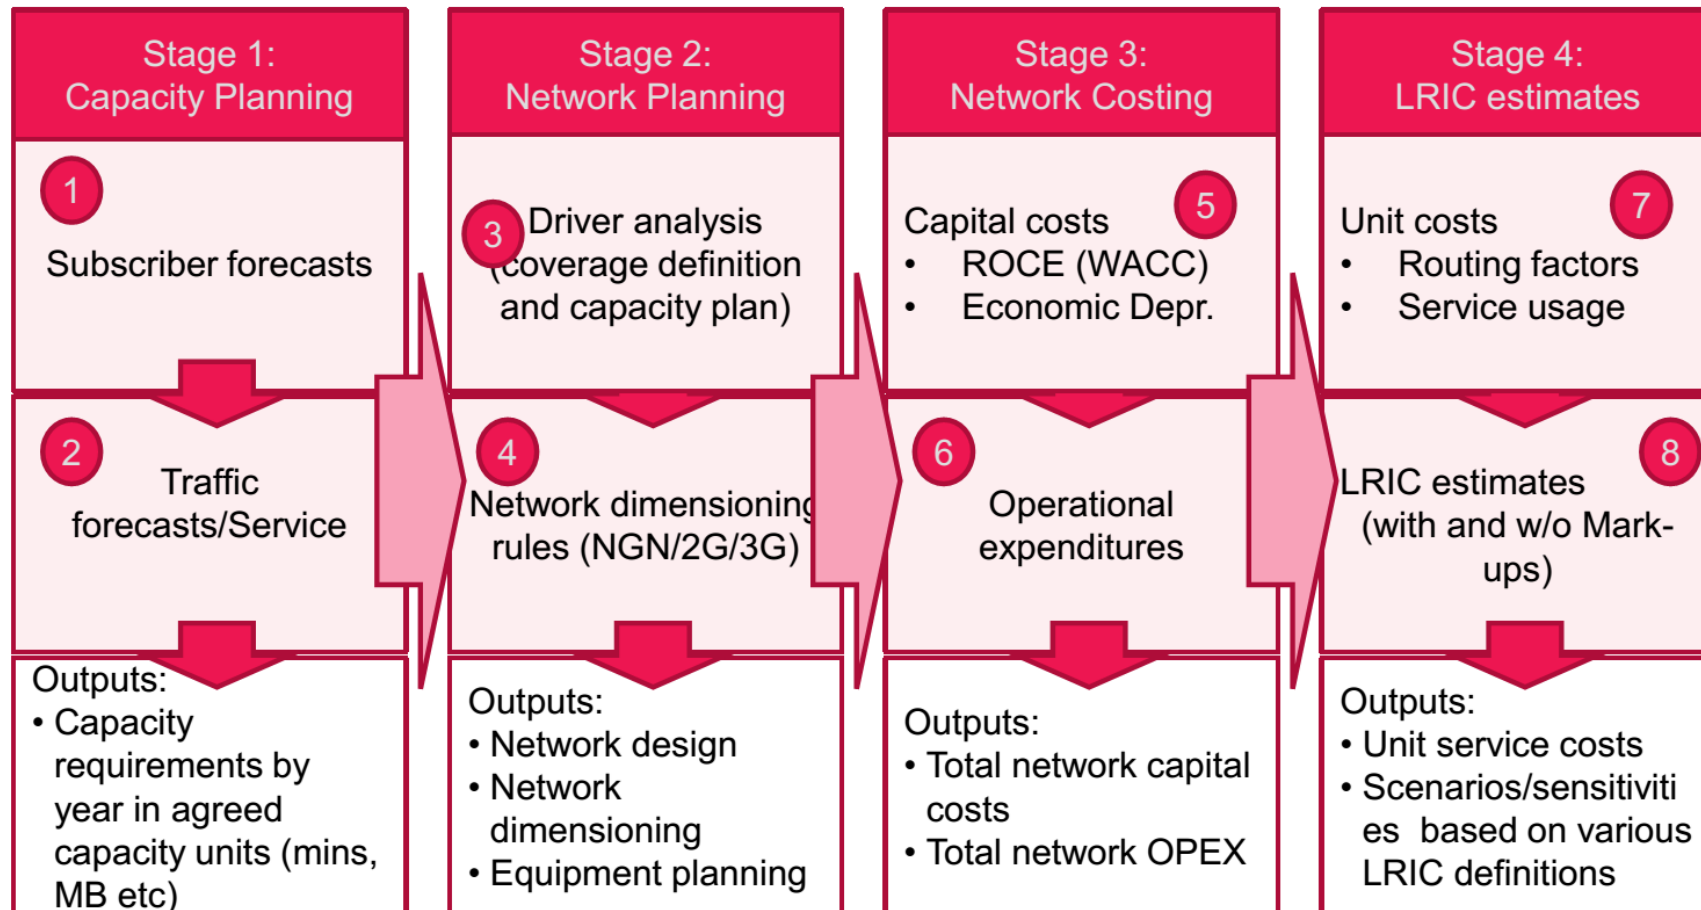 Stage 1:
Capacity Planning
1
Subscriber forecasts
2
Traffic
forecasts/Service
Outputs:
• Capacity
requirements by
year in agreed
capacity units (mins,
MB etc)
Stage 2:
Network Planning
3
Driver analysis
(coverage definition
and capacity plan)
4
Network dimensioning
rules (NGN/2G/3G)
Outputs:
• Network design
• Network
dimensioning
• Equipment planning
Stage 3:
Network Costing
5
Capital costs
• ROCE (WACC)
• Economic Depr.
6
Operational
expenditures
Outputs:
• Total network capital
costs
• Total network OPEX
Stage 4:
LRIC estimates
7
Unit costs
• Routing factors
• Service usage
8
LRIC estimates
(with and w/o Mark-
ups)
Outputs:
• Unit service costs
• Scenarios/sensitiviti
es based on various
LRIC definitions